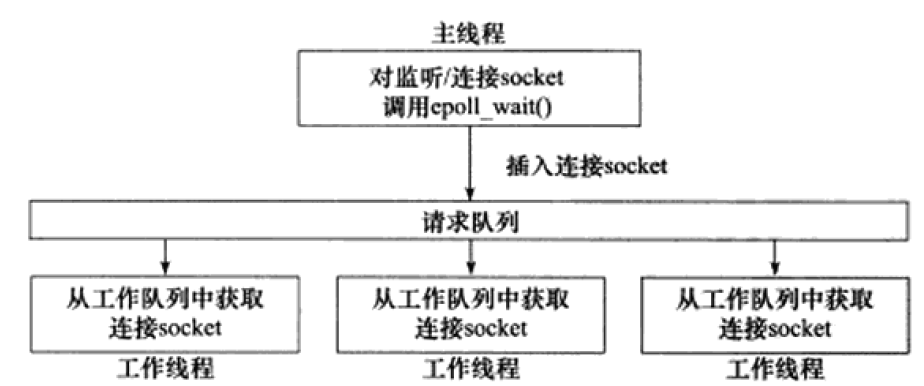 主线程
对监听/连接socket
调用epoll_wait()
插入连接socket
请求队列
从工作队列中获取
连接socket
从工作队列中获取
连接socket
从工作队列中获取
连接socket
工作线程
工作线程
工作线程